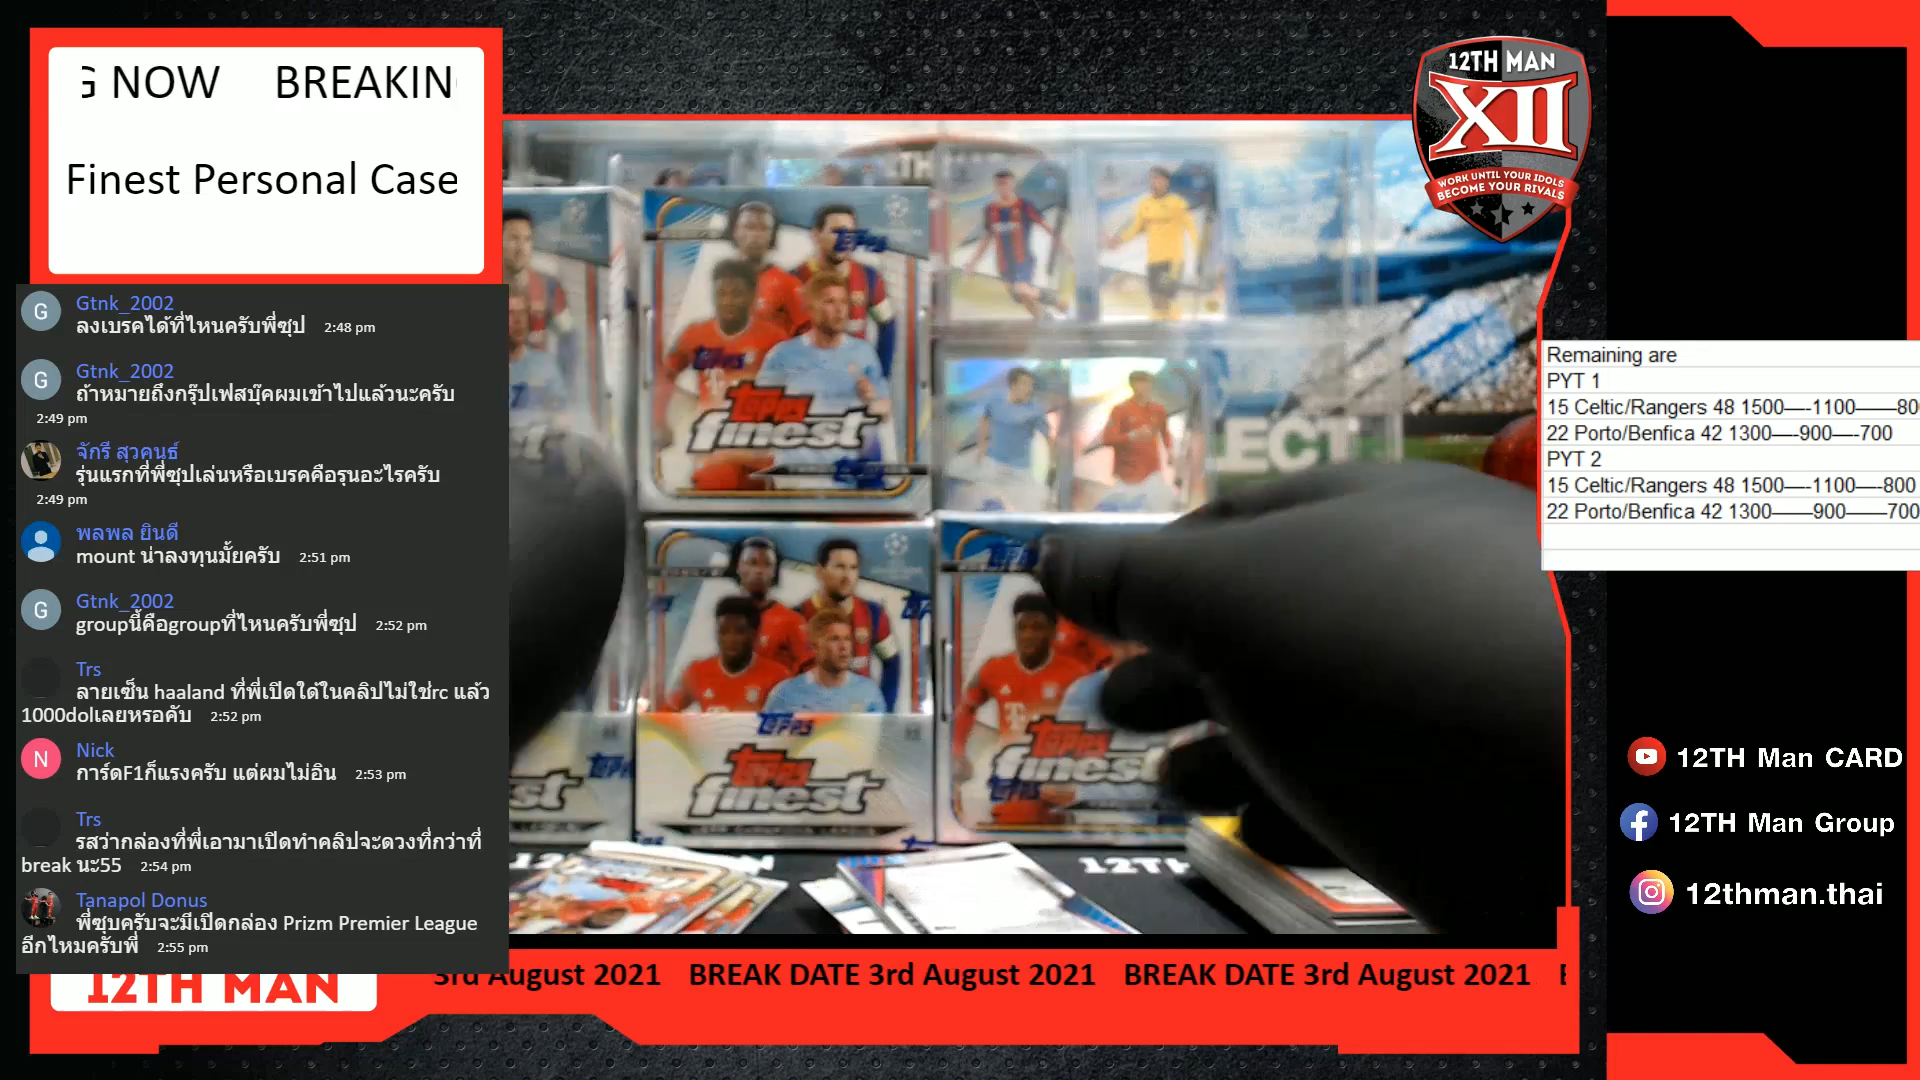 G NOW BREAKIN
Finest Personal Case
Gtnk_2002
ลงเบรคได้ที่ไหนครับพี่ซุป 2:48 pm
Gtnk_2002
ถ้าหมายถึงกรุ๊ปเฟสบุ๊คผมเข้าไปแล้วนะครับ
2:49 pm
จักรี สุวคนธ์
รุ่นแรกที่พี่ซุปเล่นหรือเบรคคือรุนอะไรครับ
2:49 pm
พลพล ยินดี
mount น่าลงทุนมั้ยครับ 2:51 pm
Gtnk_2002
groupนี้คือgroupที่ไหนครับพี่ซุป 2:52 pm
Trs
ลายเซ็น haaland ที่พี่เปิดใด้ในคลิปไม่ใช่rc แล้ว
1000dolเลยหรอคับ 2:52 pm
Nick
การ์ดF1ก็แรงครับ แต่ผมไม่อิน 2:53 pm
Trs
รสว่ากล่องที่พี่เอามาเปิดทำคลิปจะดวงที่กว่าที่
break นะ55 2:54 pm
Tanapol Donus
พี่ซุบครับจะมีเปิดกล่อง Prizm Premier League
อีกไหมครับพี่ 2:55 pm
12TH MAN
3rd August 2021 BREAK DATE 3rd August 2021 BREAK DATE 3rd August 2021
12TH MAN
XII
WORK UNTIL YOUR IDOLS
BECOME YOUR RIVALS
Topps
finest
Topps
finest
Topps
finest
LECT
12TH
Remaining are
PYT 1
15 Celtic/Rangers 48 1500—-1100——80
22 Porto/Benfica 42 1300—-900—-700
PYT 2
15 Celtic/Rangers 48 1500—-1100—-800
22 Porto/Benfica 42 1300——900——700
12TH Man CARD
12TH Man Group
12thman.thai